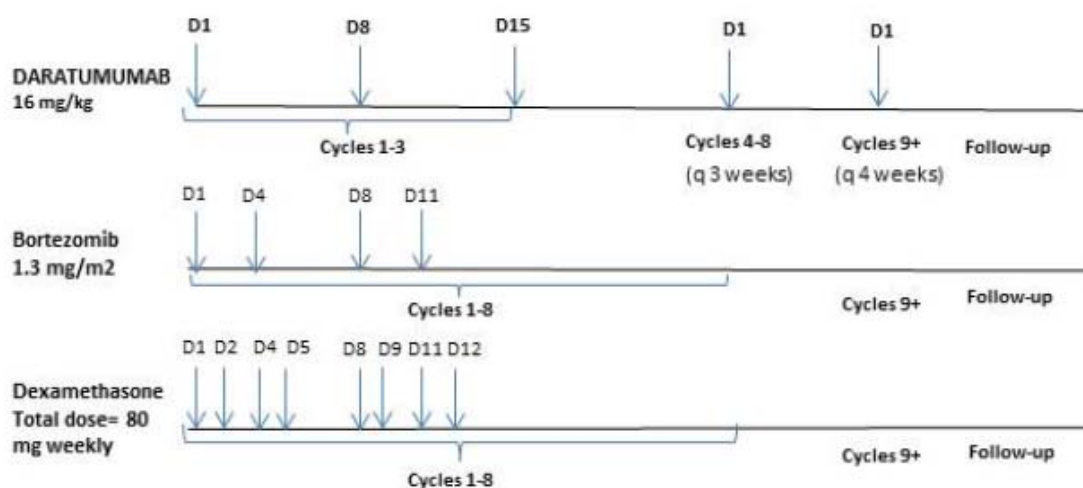 D1 D8 D15 D1 D1
DARATUMUMAB
16 mg/kg
Cycles 1-3
Cycles 4-8 Cycles 9+ Follow-up
(q 3 weeks) (q 4 weeks)
D1 D4 D8 D11
Bortezomib
1.3 mg/m2
Cycles 1-8
Cycles 9+ Follow-up
D1 D2 D4 D5 D8 D9 D11 D12
Dexamethasone
Total dose= 80
mg weekly
Cycles 1-8
Cycles 9+ Follow-up